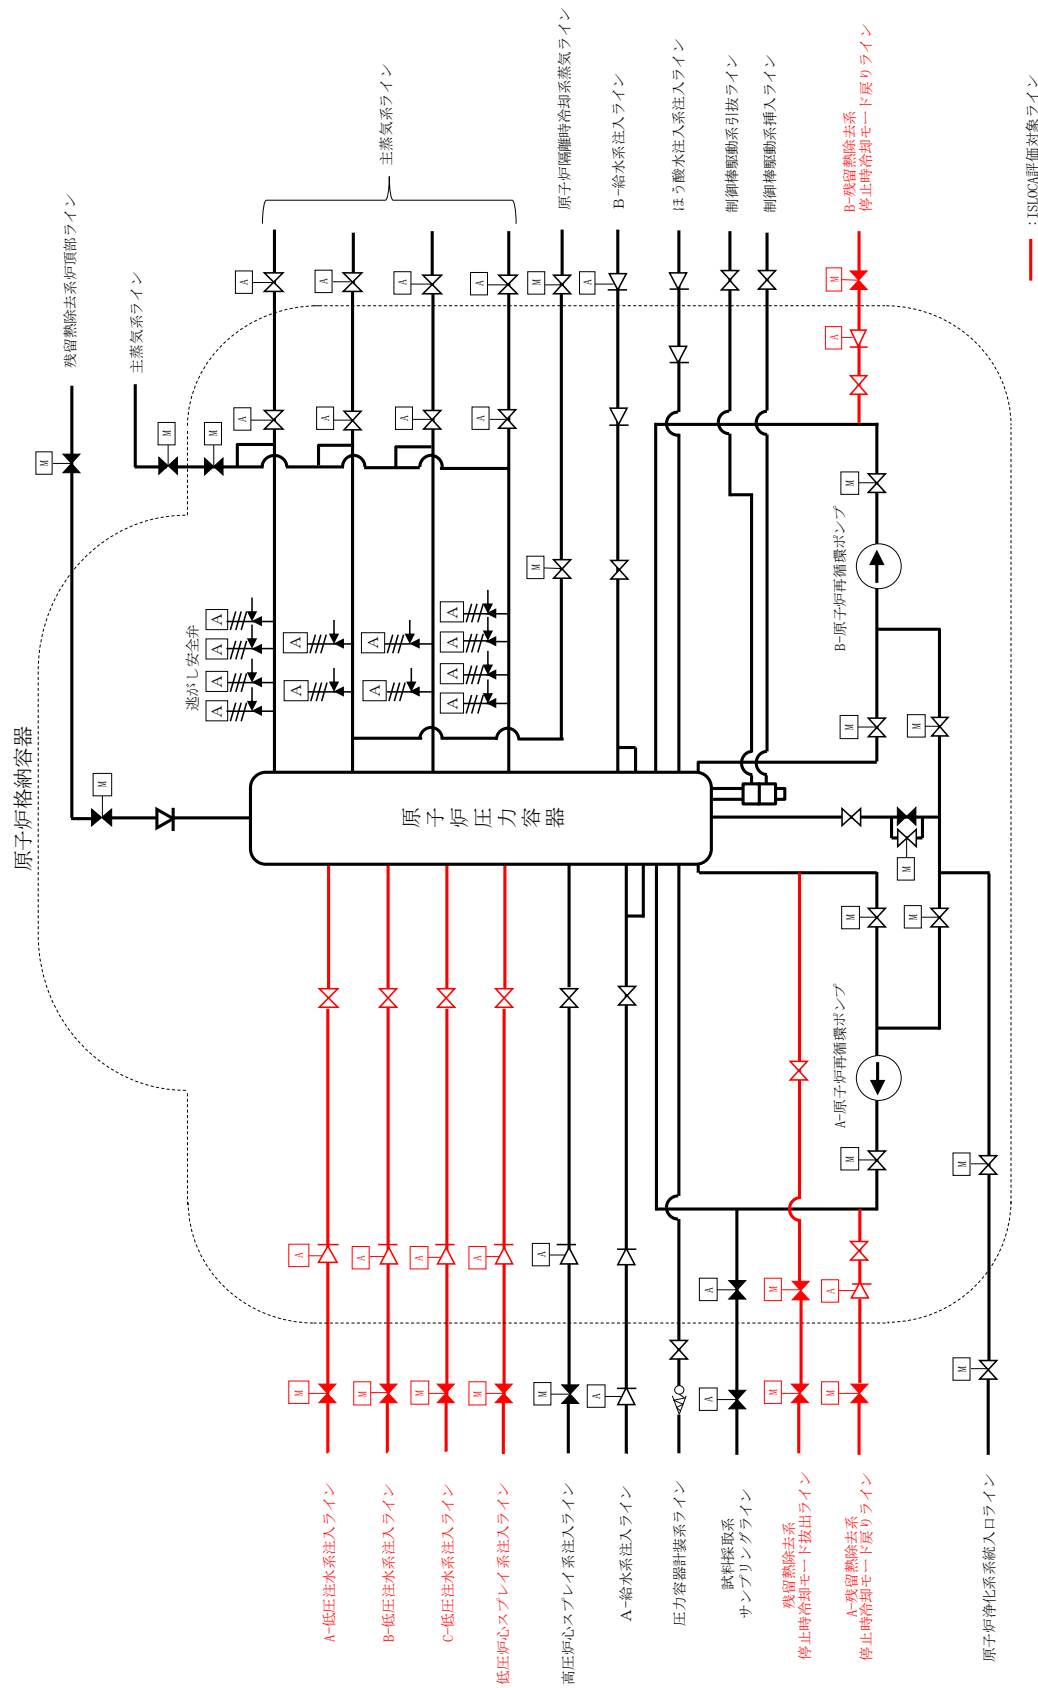 原子炉格納容器
残留熱除去系炉頂部ライン
主蒸気系ライン
主蒸気系ライン
原子炉隔離時冷却系蒸気ライン
B-給水系注入ライン
ほう酸水注入系注入ライン
制御棒駆動系引抜ライン
制御棒駆動系挿入ライン
B-残留熱除去系
停止時冷却モード戻りライン
:ISLOCA評価対象ライン
逃がし安全弁
原子炉圧力容器
B-原子炉再循環ポンプ
A-原子炉再循環ポンプ
A-低圧注水系注入ライン
B-低圧注水系注入ライン
C-低圧注水系注入ライン
低圧炉心スプレイ系注入ライン
高圧炉心スプレイ系注入ライン
A-給水系注入ライン
圧力容器計装系ライン
試料採取系
サンプリングライン
残留熱除去系
停止時冷却モード抜出ライン
A-残留熱除去系
停止時冷却モード戻りライン
原子炉浄化系系統入口ライン
M
M
M
M
A
A
A
A
M
A
A
A
A
A
M
A
A
A
A
A
A
A
A
A
A
A
A
M
A
M
M
M
M
M
M
M
M
A
A
A
A
A
M
M
M
M
M
A
A
A
M
M
A
M
M
M